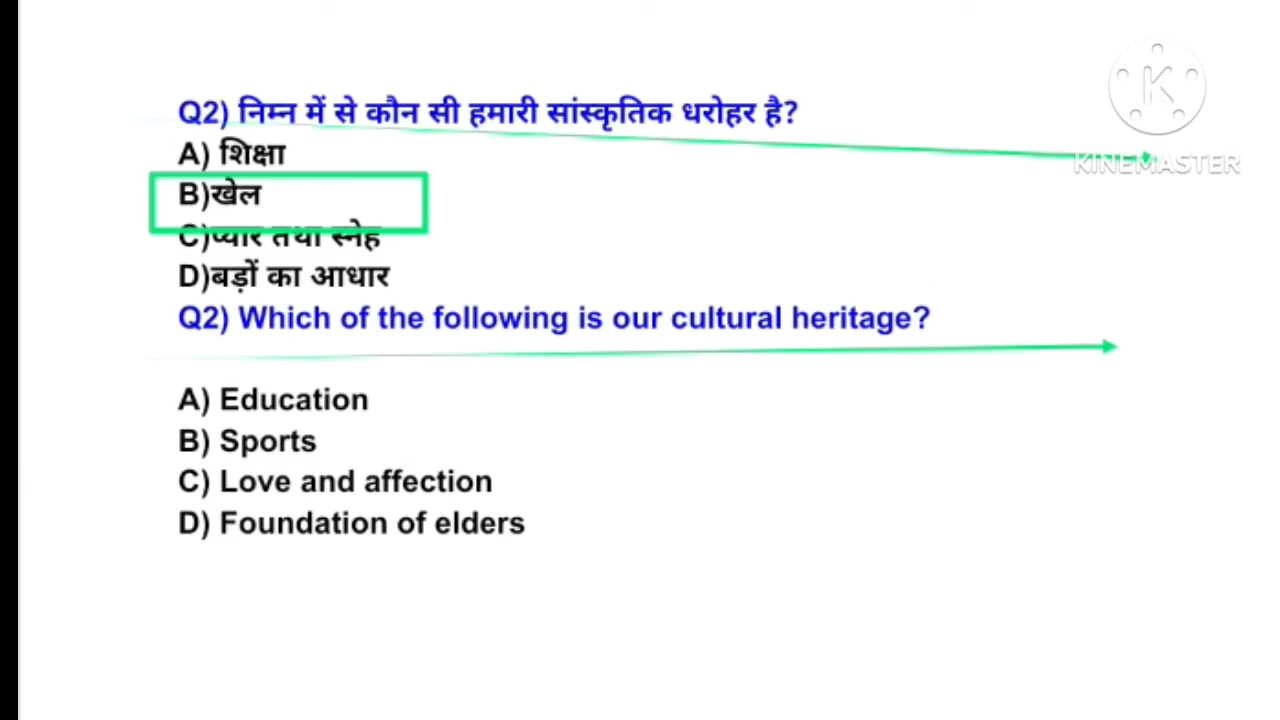 Q2) निम्न में से कौन सी हमारी सांस्कृतिक धरोहर है?
A) शिक्षा
B)खेल
C)प्यार तथा स्नेह
D)बड़ों का आधार
Q2) Which of the following is our cultural heritage?
A) Education
B) Sports
C) Love and affection
D) Foundation of elders
K
KINEMASTER